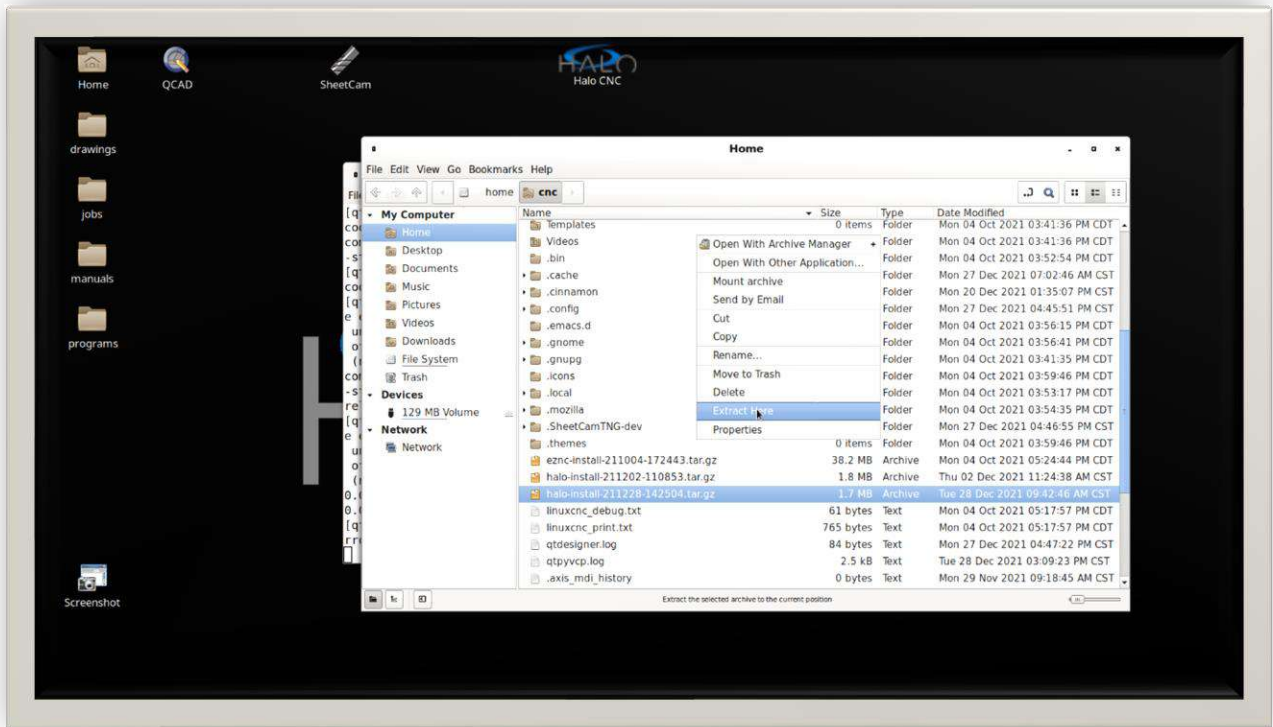 Home
QCAD
SheetCam
HALO
Halo CNC
drawings
jobs
manuals
programs
Screenshot
Home
File Edit View Go Bookmarks Help
home cnc
My Computer
Home
Desktop
Documents
Music
Pictures
Videos
Downloads
File System
Trash
Devices
129 MB Volume
Network
Network
Name Size Type Date Modified
Templates 0 items Folder Mon 04 Oct 2021 03:41:36 PM CDT
Videos Folder Mon 04 Oct 2021 03:41:36 PM CDT
.bin Folder Mon 04 Oct 2021 03:52:54 PM CDT
.cache Folder Mon 27 Dec 2021 07:02:46 AM CST
.cinnamon Folder Mon 20 Dec 2021 01:35:07 PM CST
.config Folder Mon 27 Dec 2021 04:45:51 PM CST
.emacs.d Folder Mon 04 Oct 2021 03:56:15 PM CDT
.gnome Folder Mon 04 Oct 2021 03:56:41 PM CDT
.gnupg Folder Mon 04 Oct 2021 03:41:35 PM CDT
.icons Folder Mon 04 Oct 2021 03:59:46 PM CDT
.local Folder Mon 04 Oct 2021 03:53:17 PM CDT
.mozilla Folder Mon 04 Oct 2021 03:54:35 PM CDT
.SheetCamTNG-dev Folder Mon 27 Dec 2021 04:46:55 PM CST
.themes 0 items Folder Mon 04 Oct 2021 03:59:46 PM CDT
eznc-install-211004-172443.tar.gz 38.2 MB Archive Mon 04 Oct 2021 05:24:44 PM CDT
halo-install-211202-110853.tar.gz 1.8 MB Archive Thu 02 Dec 2021 11:24:38 AM CST
halo-install-211228-142504.tar.gz 1.7 MB Archive Tue 28 Dec 2021 09:42:46 AM CST
linuxcnc_debug.txt 61 bytes Text Mon 04 Oct 2021 05:17:57 PM CDT
linuxcnc_print.txt 765 bytes Text Mon 04 Oct 2021 05:17:57 PM CDT
qtdesigner.log 84 bytes Text Mon 27 Dec 2021 04:47:22 PM CST
qtpyvcp.log 2.5 kB Text Tue 28 Dec 2021 03:09:23 PM CST
.axis_mdi_history 0 bytes Text Mon 29 Nov 2021 09:18:45 AM CST
Open With Archive Manager
Open With Other Application...
Mount archive
Send by Email
Cut
Copy
Rename...
Move to Trash
Delete
Extract Here
Properties
Extract the selected archive to the current position